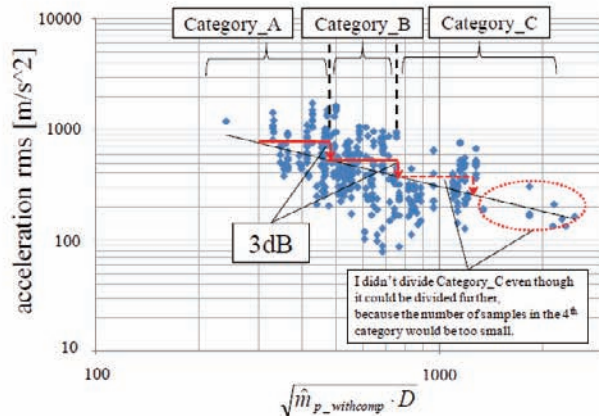 Category_A Category_B Category_C
10000
1000
100
10
acceleration rms [m/s^2]
3dB
I didn't divide Category_C even though
it could be divided further,
because the number of samples in the 4th
category would be too small.
100 1000
√m̂p_withcomp · D